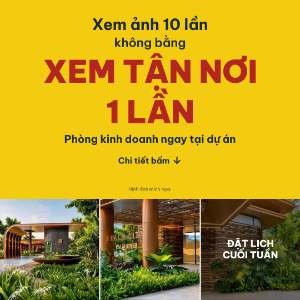 Xem ảnh 10 lần
không bằng
XEM TẬN NƠI
1 LẦN
Phòng kinh doanh ngay tại dự án
Chi tiết bấm ↓
ĐẶT LỊCH
CUỐI TUẦN